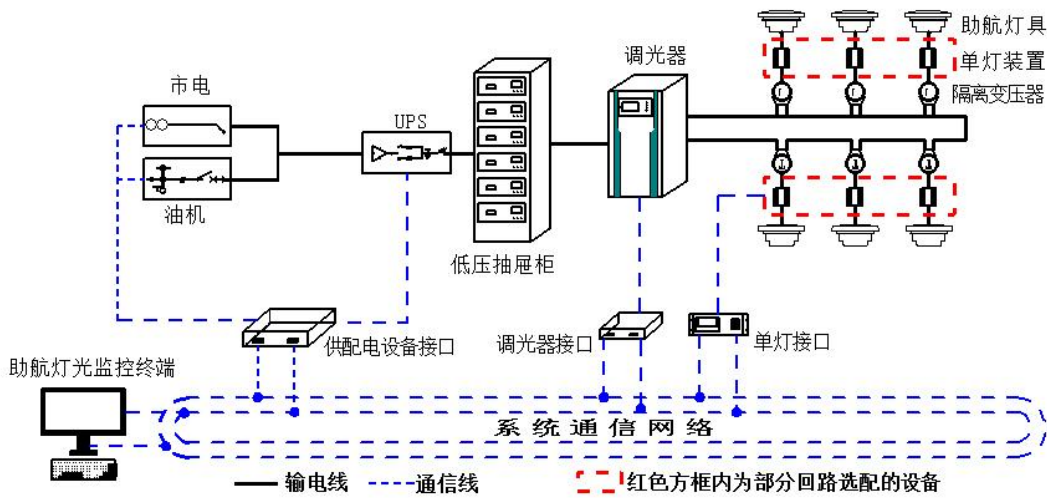 助航灯具
单灯装置
隔离变压器
调光器
市电
UPS
油机
低压抽屉柜
供配电设备接口
调光器接口
单灯接口
助航灯光监控终端
系统通信网络
输电线
通信线
红色方框内为部分回路选配的设备